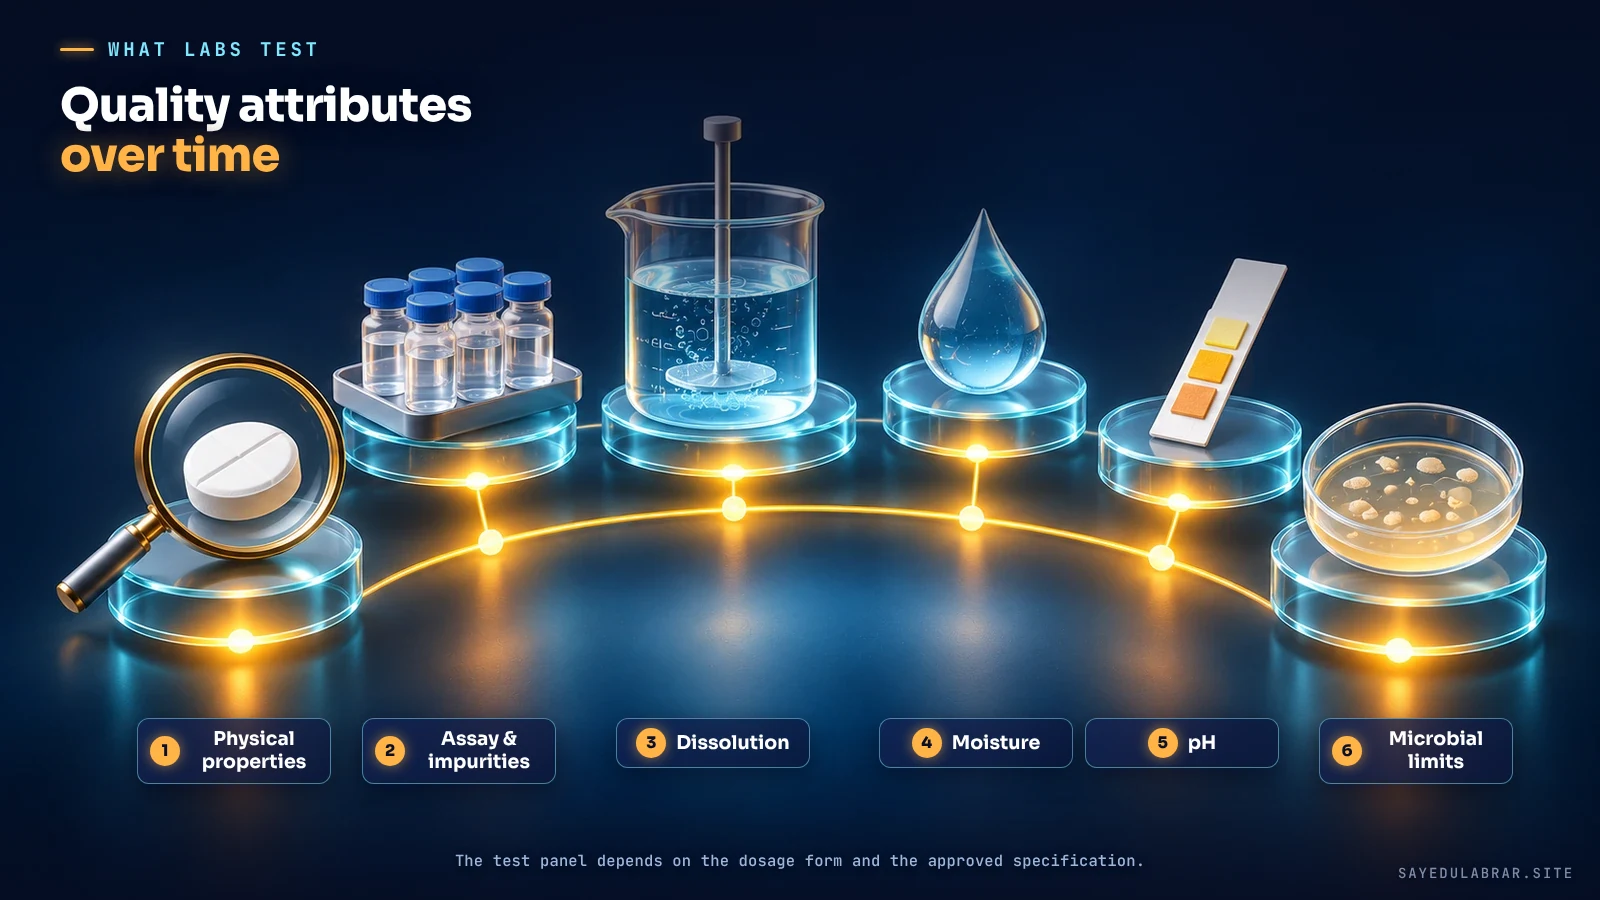 WHAT LABS TEST
Quality attributes
over time
1 Physical
properties
2 Assay &
impurities
3 Dissolution
4 Moisture
5 pH
6 Microbial
limits
The test panel depends on the dosage form and the approved specification.
SAYEDULABRAR.SITE